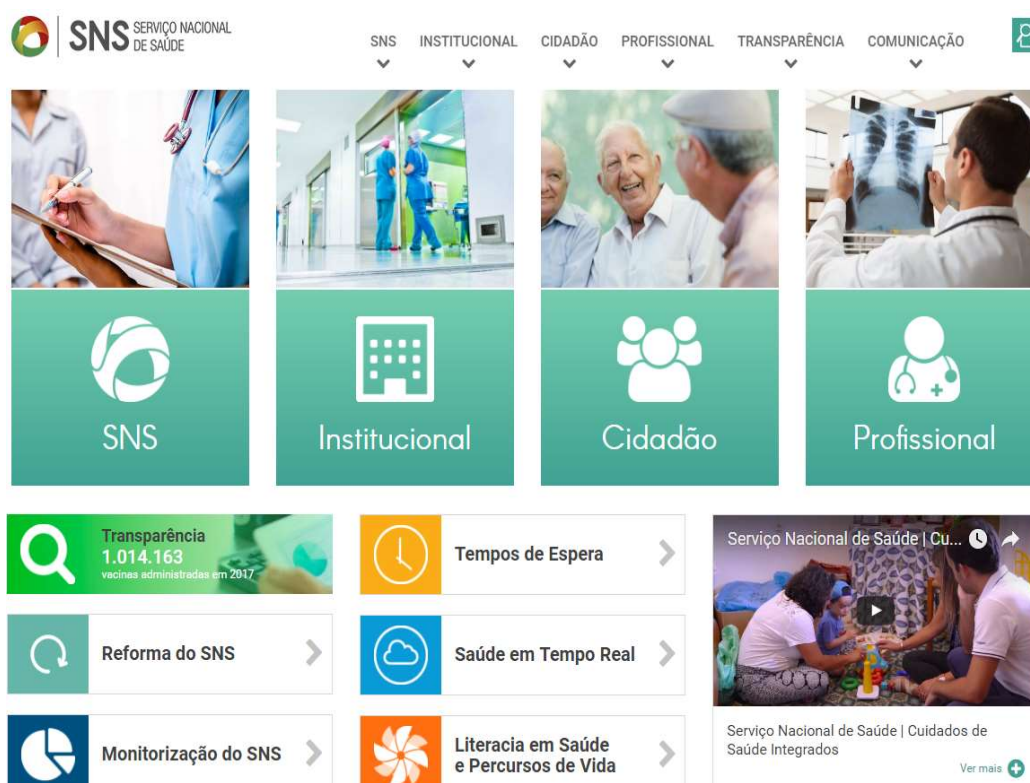 SNS SERVIÇO NACIONAL
DE SAÚDE
SNS INSTITUCIONAL CIDADÃO PROFISSIONAL TRANSPARÊNCIA COMUNICAÇÃO
SNS
Institucional
Cidadão
Profissional
Transparência
1.014.163
vacinas administradas em 2017
Tempos de Espera
Serviço Nacional de Saúde | Cu...
Reforma do SNS
Saúde em Tempo Real
Monitorização do SNS
Literacia em Saúde
e Percursos de Vida
Serviço Nacional de Saúde | Cuidados de
Saúde Integrados
Ver mais